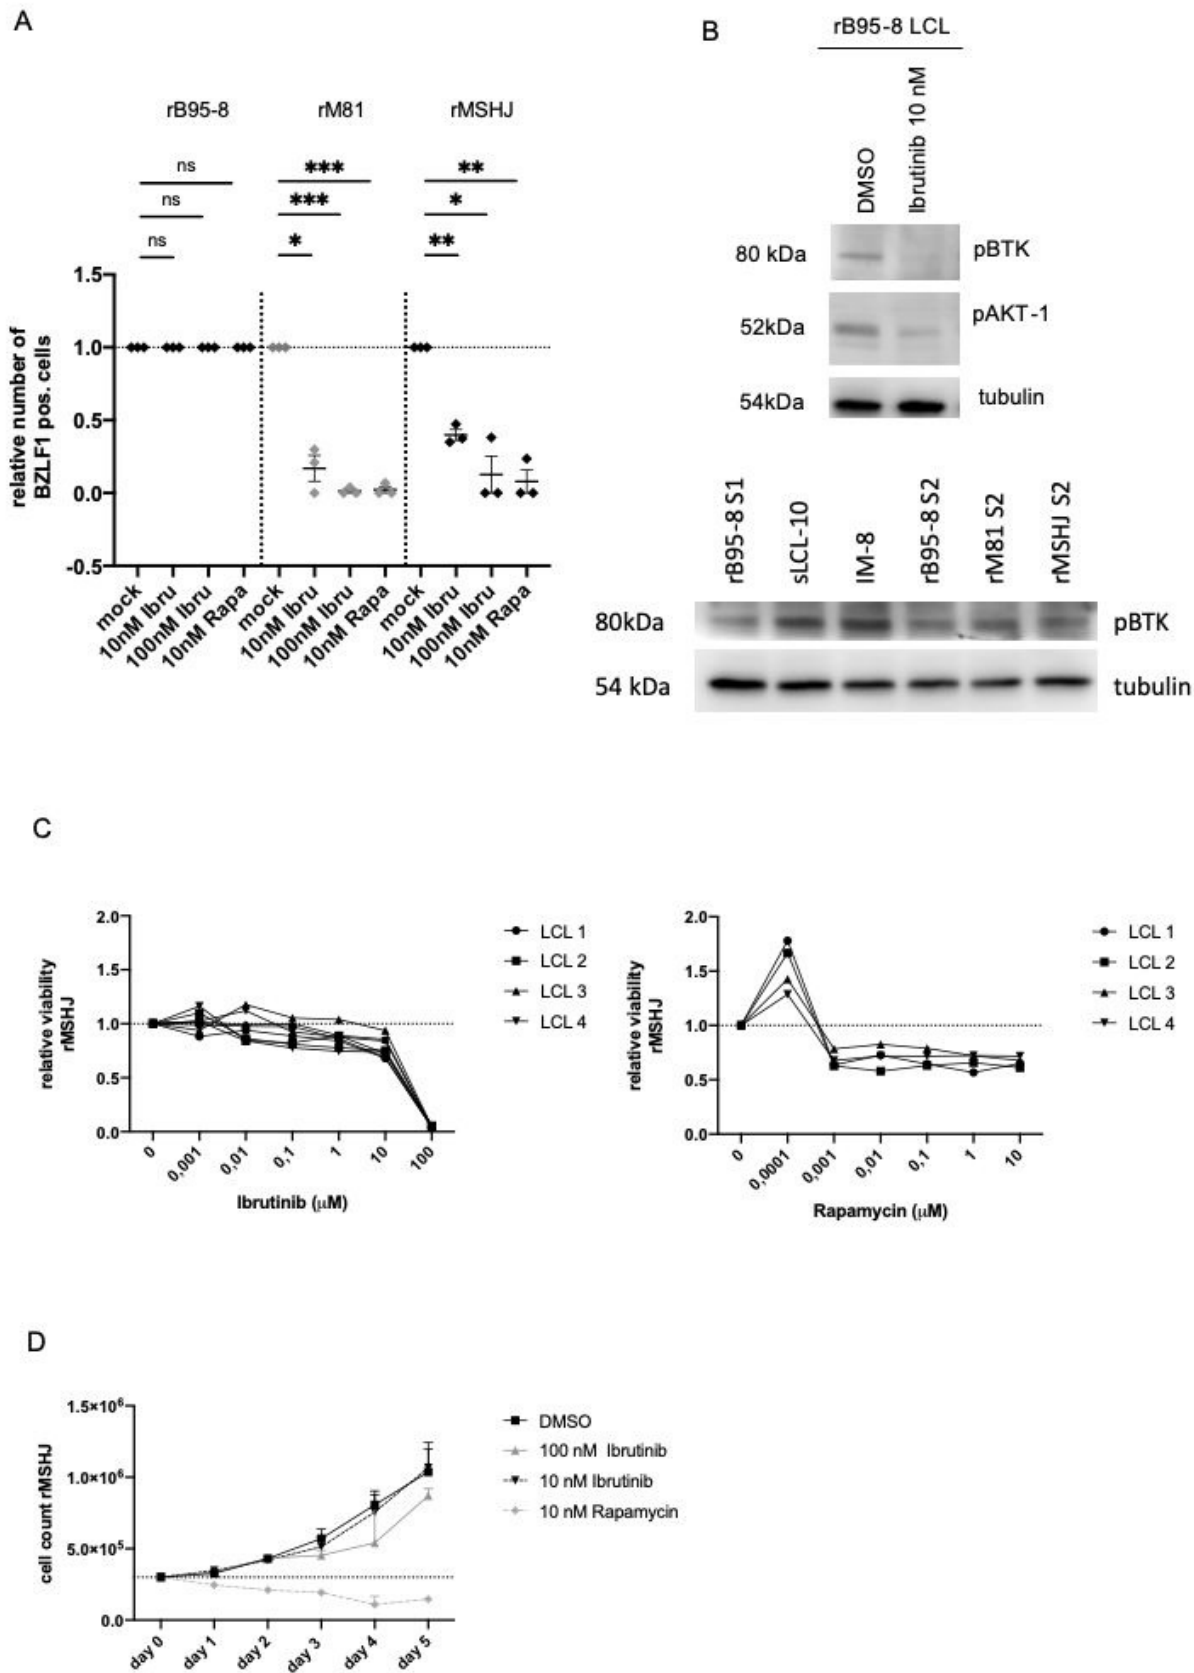 A
rB95-8 rM81 rMSHJ
ns *** **
ns *** *
ns * **
relative number of
BZLF1 pos. cells
1.5
1.0
0.5
0.0
-0.5
mock 10nM Ibru 100nM Ibru 10nM Rapa mock 10nM Ibru 100nM Ibru 10nM Rapa mock 10nM Ibru 100nM Ibru 10nM Rapa
B
rB95-8 LCL
DMSO Ibrutinib 10 nM
80 kDa pBTK
52kDa pAKT-1
54kDa tubulin
rB95-8 S1 sLCL-10 IM-8 rB95-8 S2 rM81 S2 rMSHJ S2
80kDa pBTK
54 kDa tubulin
C
relative viability
rMSHJ
2.0
1.5
1.0
0.5
0.0
0 0,001 0,01 0,1 1 10 100
Ibrutinib (μM)
LCL 1
LCL 2
LCL 3
LCL 4
relative viability
rMSHJ
2.0
1.5
1.0
0.5
0.0
0 0,0001 0,001 0,01 0,1 1 10
Rapamycin (μM)
LCL 1
LCL 2
LCL 3
LCL 4
D
cell count rMSHJ
1.5×10⁶
1.0×10⁶
5.0×10⁵
0.0
day 0 day 1 day 2 day 3 day 4 day 5
DMSO
100 nM Ibrutinib
10 nM Ibrutinib
10 nM Rapamycin